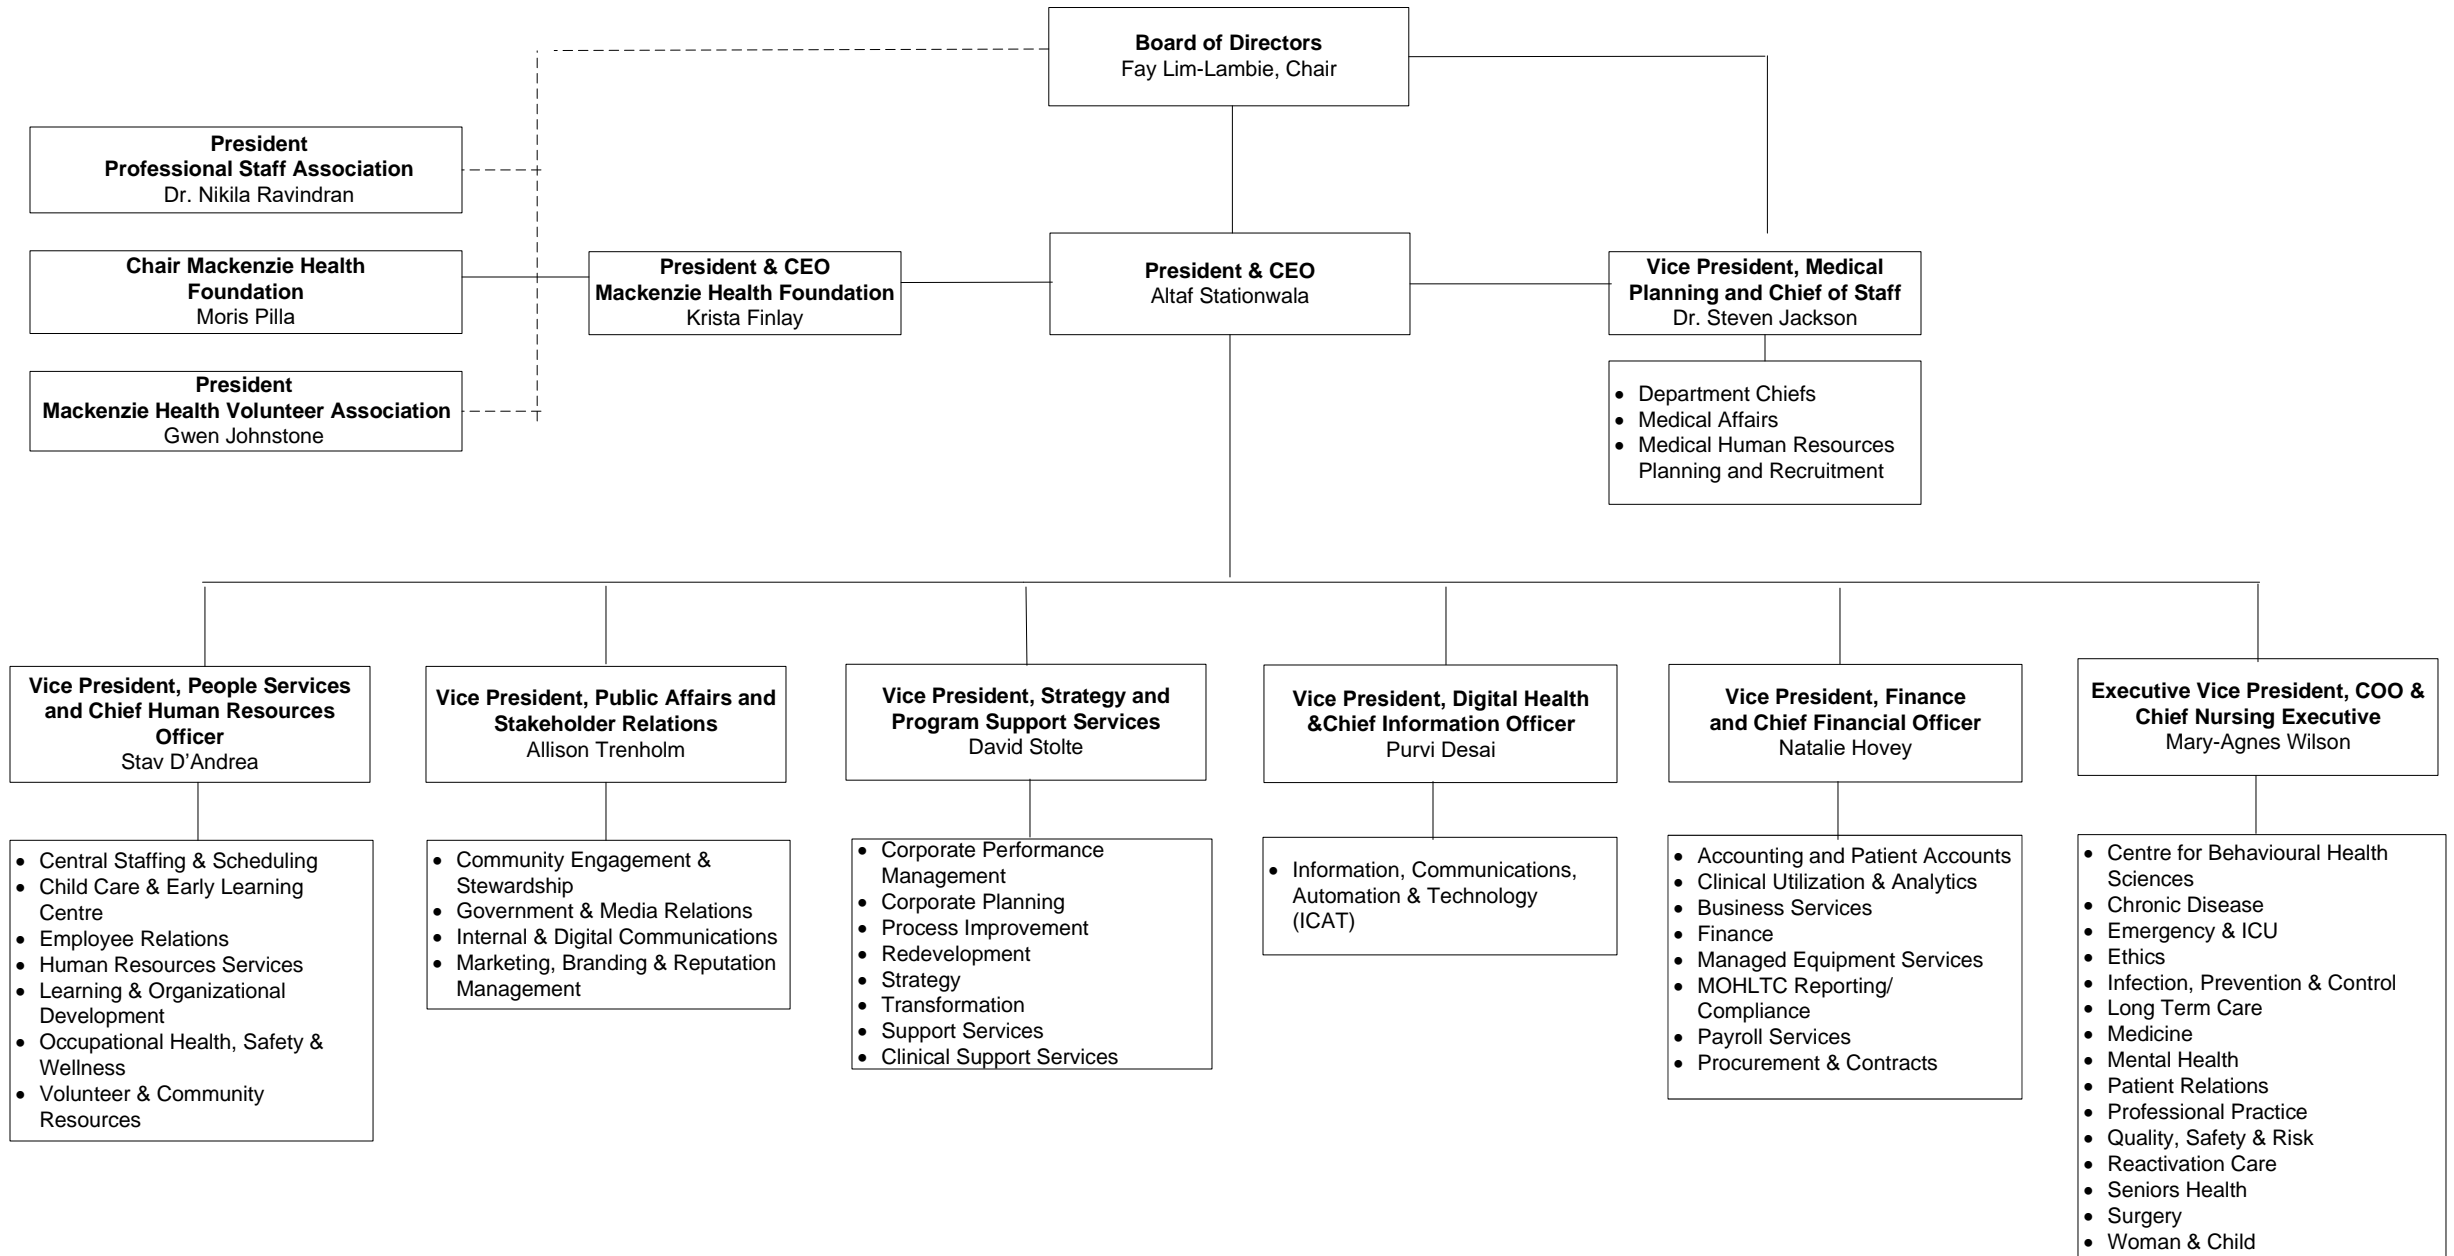 Board of Directors
Fay Lim-Lambie, Chair
President
Professional Staff Association
Dr. Nikila Ravindran
Chair Mackenzie Health
Foundation
Moris Pilla
President & CEO
Mackenzie Health Foundation
Krista Finlay
President & CEO
Altaf Stationwala
Vice President, Medical
Planning and Chief of Staff
Dr. Steven Jackson
President
Mackenzie Health Volunteer Association
Gwen Johnstone
• Department Chiefs
• Medical Affairs
• Medical Human Resources
Planning and Recruitment
Vice President, People Services
and Chief Human Resources
Officer
Stav D’Andrea
Vice President, Public Affairs and
Stakeholder Relations
Allison Trenholm
Vice President, Strategy and
Program Support Services
David Stolte
Vice President, Digital Health
&Chief Information Officer
Purvi Desai
Vice President, Finance
and Chief Financial Officer
Natalie Hovey
Executive Vice President, COO &
Chief Nursing Executive
Mary-Agnes Wilson
• Central Staffing & Scheduling
• Child Care & Early Learning
Centre
• Employee Relations
• Human Resources Services
• Learning & Organizational
Development
• Occupational Health, Safety &
Wellness
• Volunteer & Community
Resources
• Community Engagement &
Stewardship
• Government & Media Relations
• Internal & Digital Communications
• Marketing, Branding & Reputation
Management
• Corporate Performance
Management
• Corporate Planning
• Process Improvement
• Redevelopment
• Strategy
• Transformation
• Support Services
• Clinical Support Services
• Information, Communications,
Automation & Technology
(ICAT)
• Accounting and Patient Accounts
• Clinical Utilization & Analytics
• Business Services
• Finance
• Managed Equipment Services
• MOHLTC Reporting/
Compliance
• Payroll Services
• Procurement & Contracts
• Centre for Behavioural Health
Sciences
• Chronic Disease
• Emergency & ICU
• Ethics
• Infection, Prevention & Control
• Long Term Care
• Medicine
• Mental Health
• Patient Relations
• Professional Practice
• Quality, Safety & Risk
• Reactivation Care
• Seniors Health
• Surgery
• Woman & Child